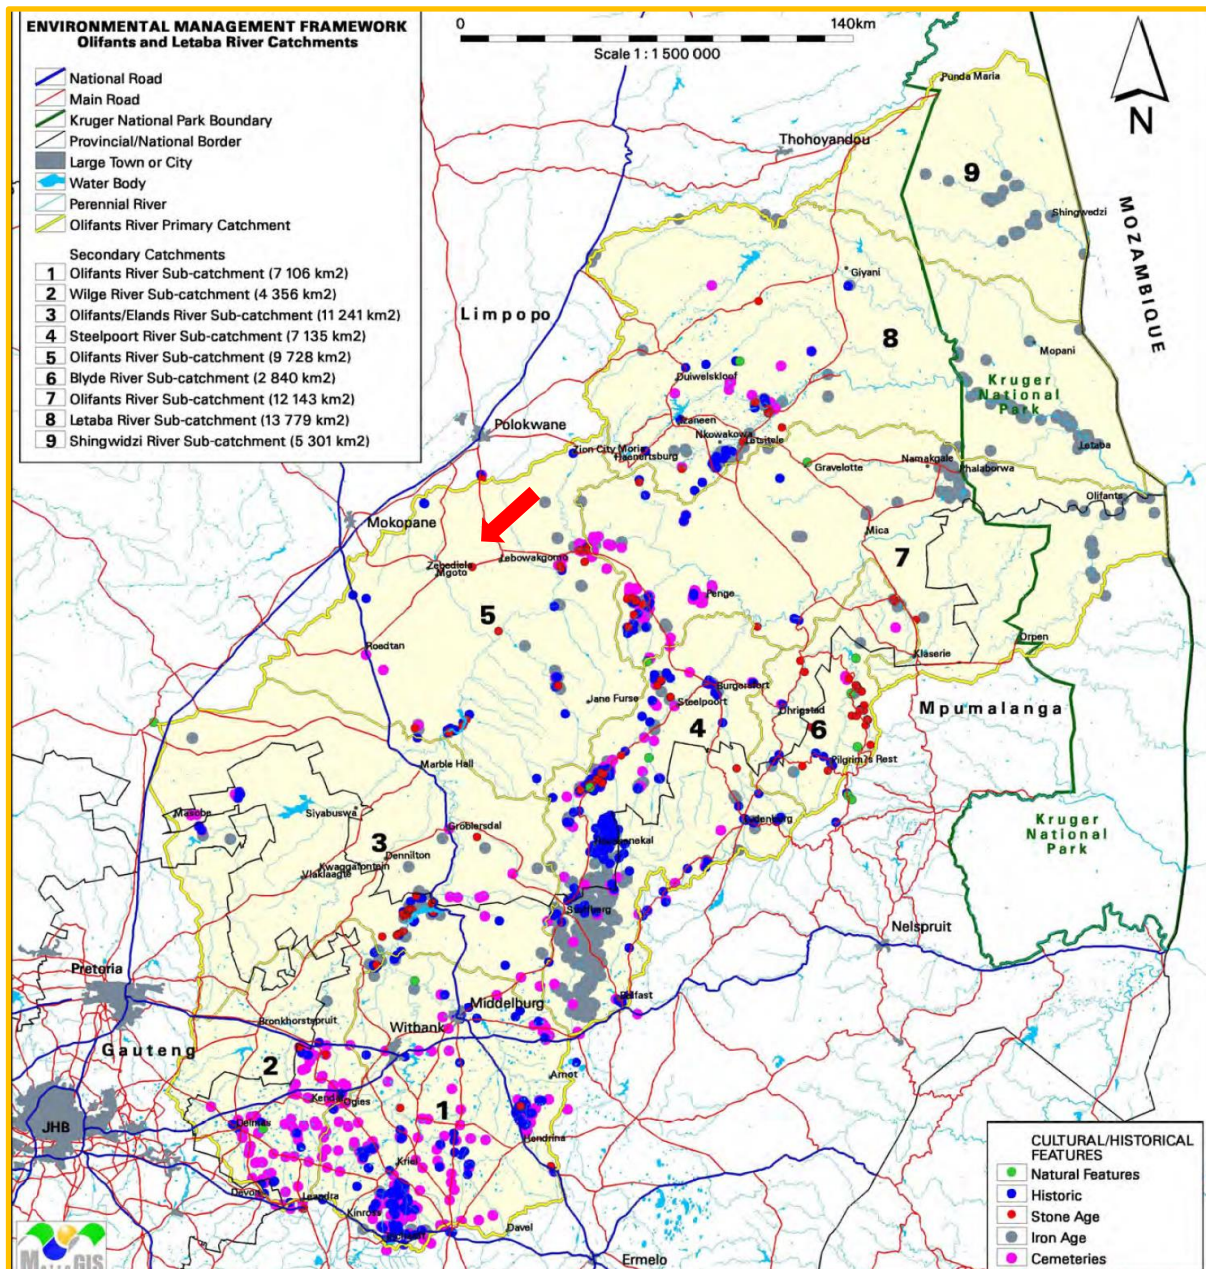 ENVIRONMENTAL MANAGEMENT FRAMEWORK
Olifants and Letaba River Catchments
National Road
Main Road
Kruger National Park Boundary
Provincial/National Border
Large Town or City
Water Body
Perennial River
Olifants River Primary Catchment
Secondary Catchments
1 Olifants River Sub-catchment (7 106 km2)
2 Wilge River Sub-catchment (4 356 km2)
3 Olifants/Elands River Sub-catchment (11 241 km2)
4 Steelpoort River Sub-catchment (7 135 km2)
5 Olifants River Sub-catchment (9 728 km2)
6 Blyde River Sub-catchment (2 840 km2)
7 Olifants River Sub-catchment (12 143 km2)
8 Letaba River Sub-catchment (13 779 km2)
9 Shingwidzi River Sub-catchment (5 301 km2)
0 140km
Scale 1 : 1 500 000
N
Punda Maria
Thohoyandou
9
Shingwedzi
MOZAMBIQUE
Giyani
Limpopo
8
Mopani
Duiwelskloof
Kruger
National
Park
Polokwane
Tzaneen
Nkowakowa
Letsitele
Letaba
Zion City Moria
Haenertsburg
Gravelotte
Namakgale
Phalaborwa
Olifants
Mokopane
Mica
Zebediela
Lebowakgomo
Mgoto
7
Penge
5
Roedtan
Orpen
Klaserie
Jane Furse
Burgersfort
Steelpoort
Ohrigstad
Mpumalanga
4
6
Pilgrim?s Rest
Marble Hall
Masobe
Siyabuswa
Kruger
National
Park
Groblersdal
3
Dennilton
Kwaggafontein
Vlaklaagte
Nelspruit
Pretoria
Belfast
Middelburg
Bronkhorstspruit
Witbank
Gauteng
2
Arnot
Kendal
Ogies
1
JHB
Delmas
Hendrina
Kriel
Devon
Leandra
Kinross
Davel
Ermelo
CULTURAL/HISTORICAL
FEATURES
Natural Features
Historic
Stone Age
Iron Age
Cemeteries